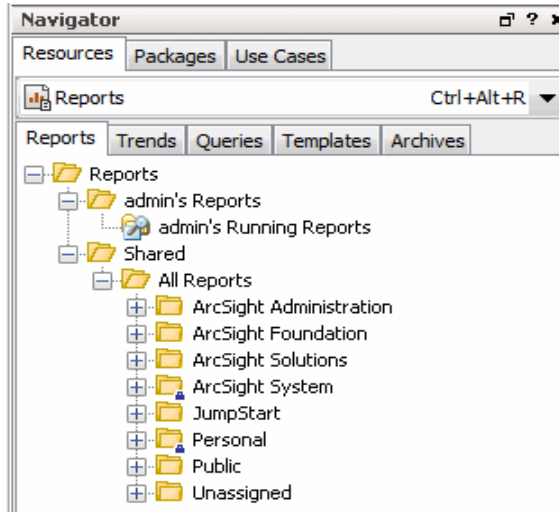 Navigator ?
Resources Packages Use Cases
Reports Ctrl+Alt+R
Reports Trends Queries Templates Archives
Reports
admin's Reports
admin's Running Reports
Shared
All Reports
ArcSight Administration
ArcSight Foundation
ArcSight Solutions
ArcSight System
JumpStart
Personal
Public
Unassigned